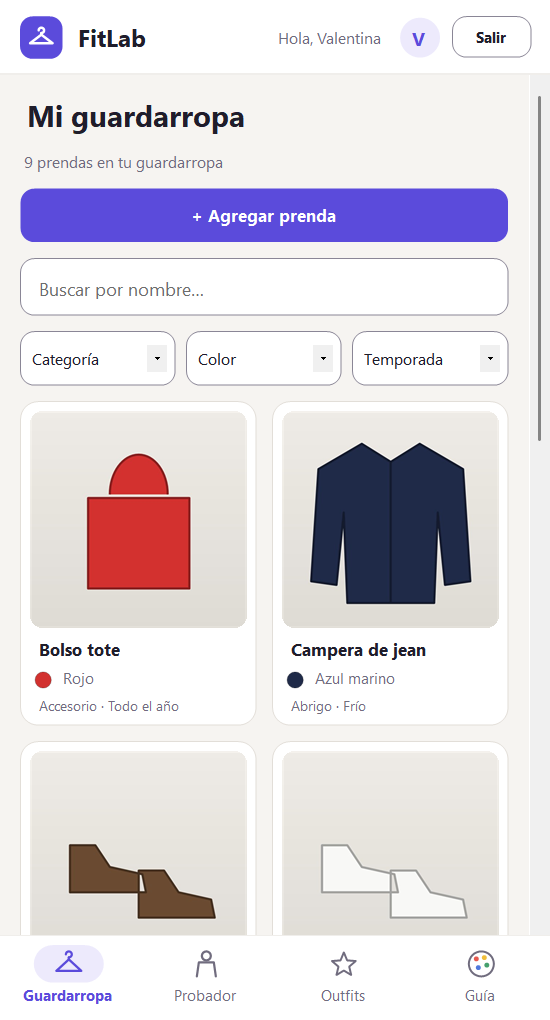 FitLab
Hola, Valentina
V
Salir
Mi guardarropa
9 prendas en tu guardarropa
+ Agregar prenda
Buscar por nombre...
Categoría
Color
Temporada
Bolso tote
Rojo
Accesorio · Todo el año
Campera de jean
Azul marino
Abrigo · Frío
Guardarropa
Probador
Outfits
Guía